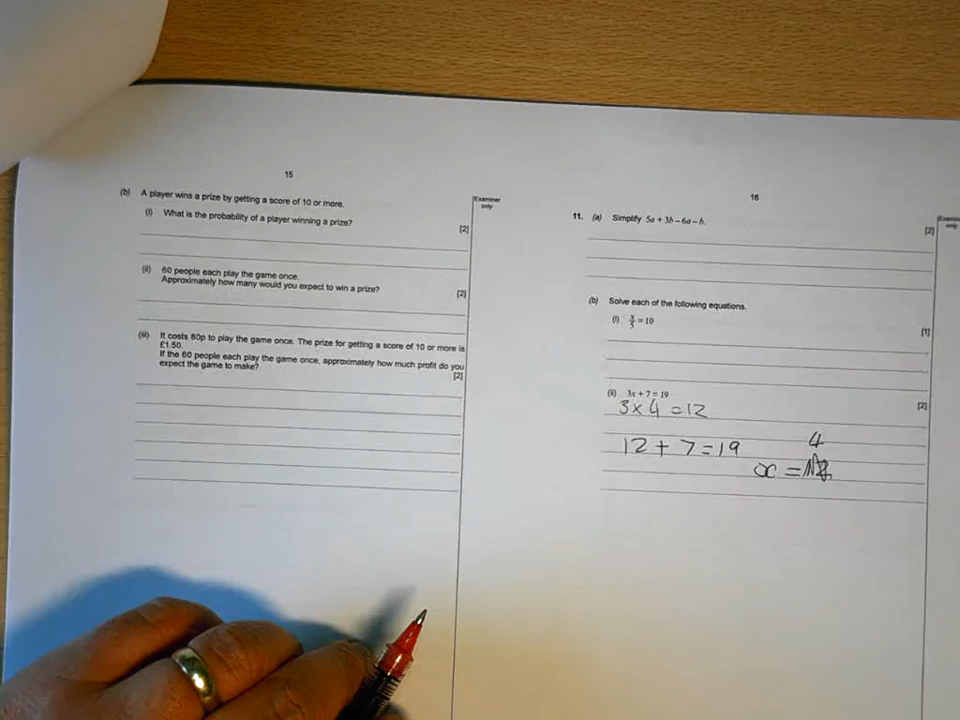 15
(b) A player wins a prize by getting a score of 10 or more.
Examiner
only
(i) What is the probability of a player winning a prize?
[2]
(ii) 60 people each play the game once.
Approximately how many would you expect to win a prize?
[2]
(iii) It costs 80p to play the game once. The prize for getting a score of 10 or more is
£1.50.
If the 60 people each play the game once, approximately how much profit do you
expect the game to make?
[2]
16
11. (a) Simplify 5a + 3b – 6a – b.
[2]
Examiner
only
(b) Solve each of the following equations.
(i) x/5 = 10
[1]
(ii) 3x + 7 = 19
[2]
3 x 4 = 12
12 + 7 = 19
4
x =